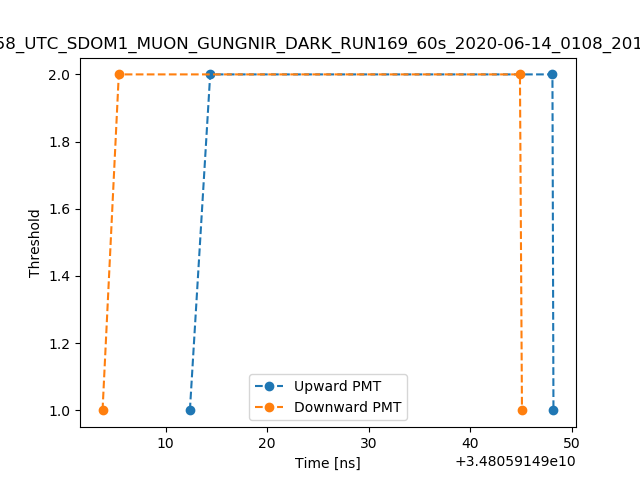 58_UTC_SDOM1_MUON_GUNGNIR_DARK_RUN169_60s_2020-06-14_0108_201
2.0
1.8
1.6
1.4
1.2
1.0
Threshold
Upward PMT
Downward PMT
10
20
30
40
50
Time [ns]
+3.48059149e10